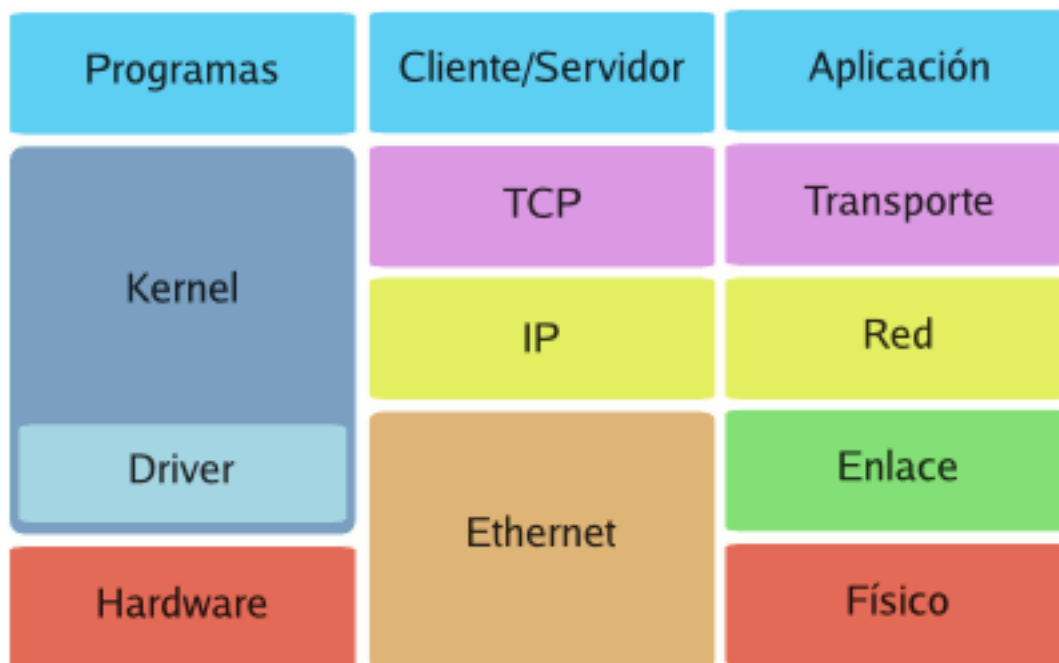 Programas
Cliente/Servidor
Aplicación
Kernel
TCP
Transporte
IP
Red
Driver
Ethernet
Enlace
Hardware
Físico